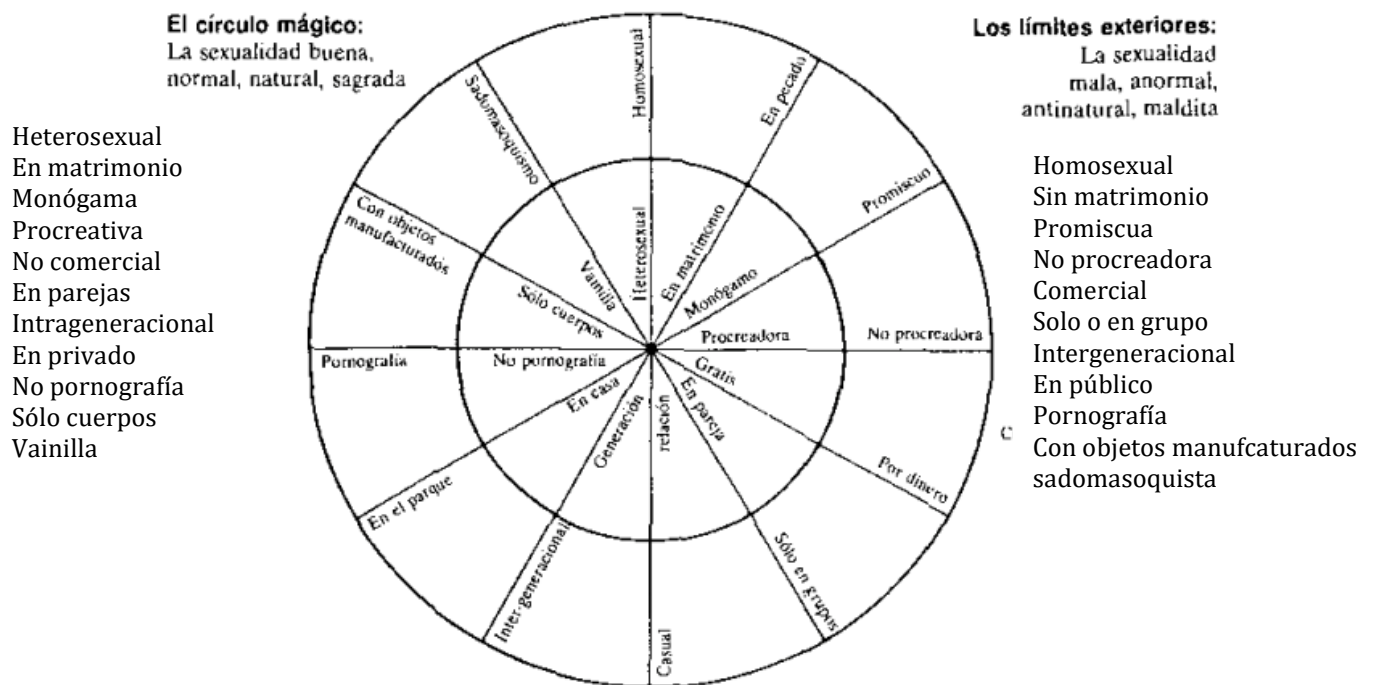 El círculo mágico:
La sexualidad buena,
normal, natural, sagrada
Los límites exteriores:
La sexualidad
mala, anormal,
antinatural, maldita
Heterosexual
En matrimonio
Monógama
Procreativa
No comercial
En parejas
Intrageneracional
En privado
No pornografía
Sólo cuerpos
Vainilla
Homosexual
En pecado
Promiscuo
No procreadora
Por dinero
Sólo en grupos
Casual
Inter-generacional
En el parque
Pornografía
Con objetos
manufacturados
Sadomasoquismo
Heterosexual
En matrimonio
Monógamo
Procreadora
Gratis
En pareja
relación
Generación
En casa
No pornografía
Sólo cuerpos
Vainilla
C
Homosexual
Sin matrimonio
Promiscua
No procreadora
Comercial
Solo o en grupo
Intergeneracional
En público
Pornografía
Con objetos manufcaturados
sadomasoquista